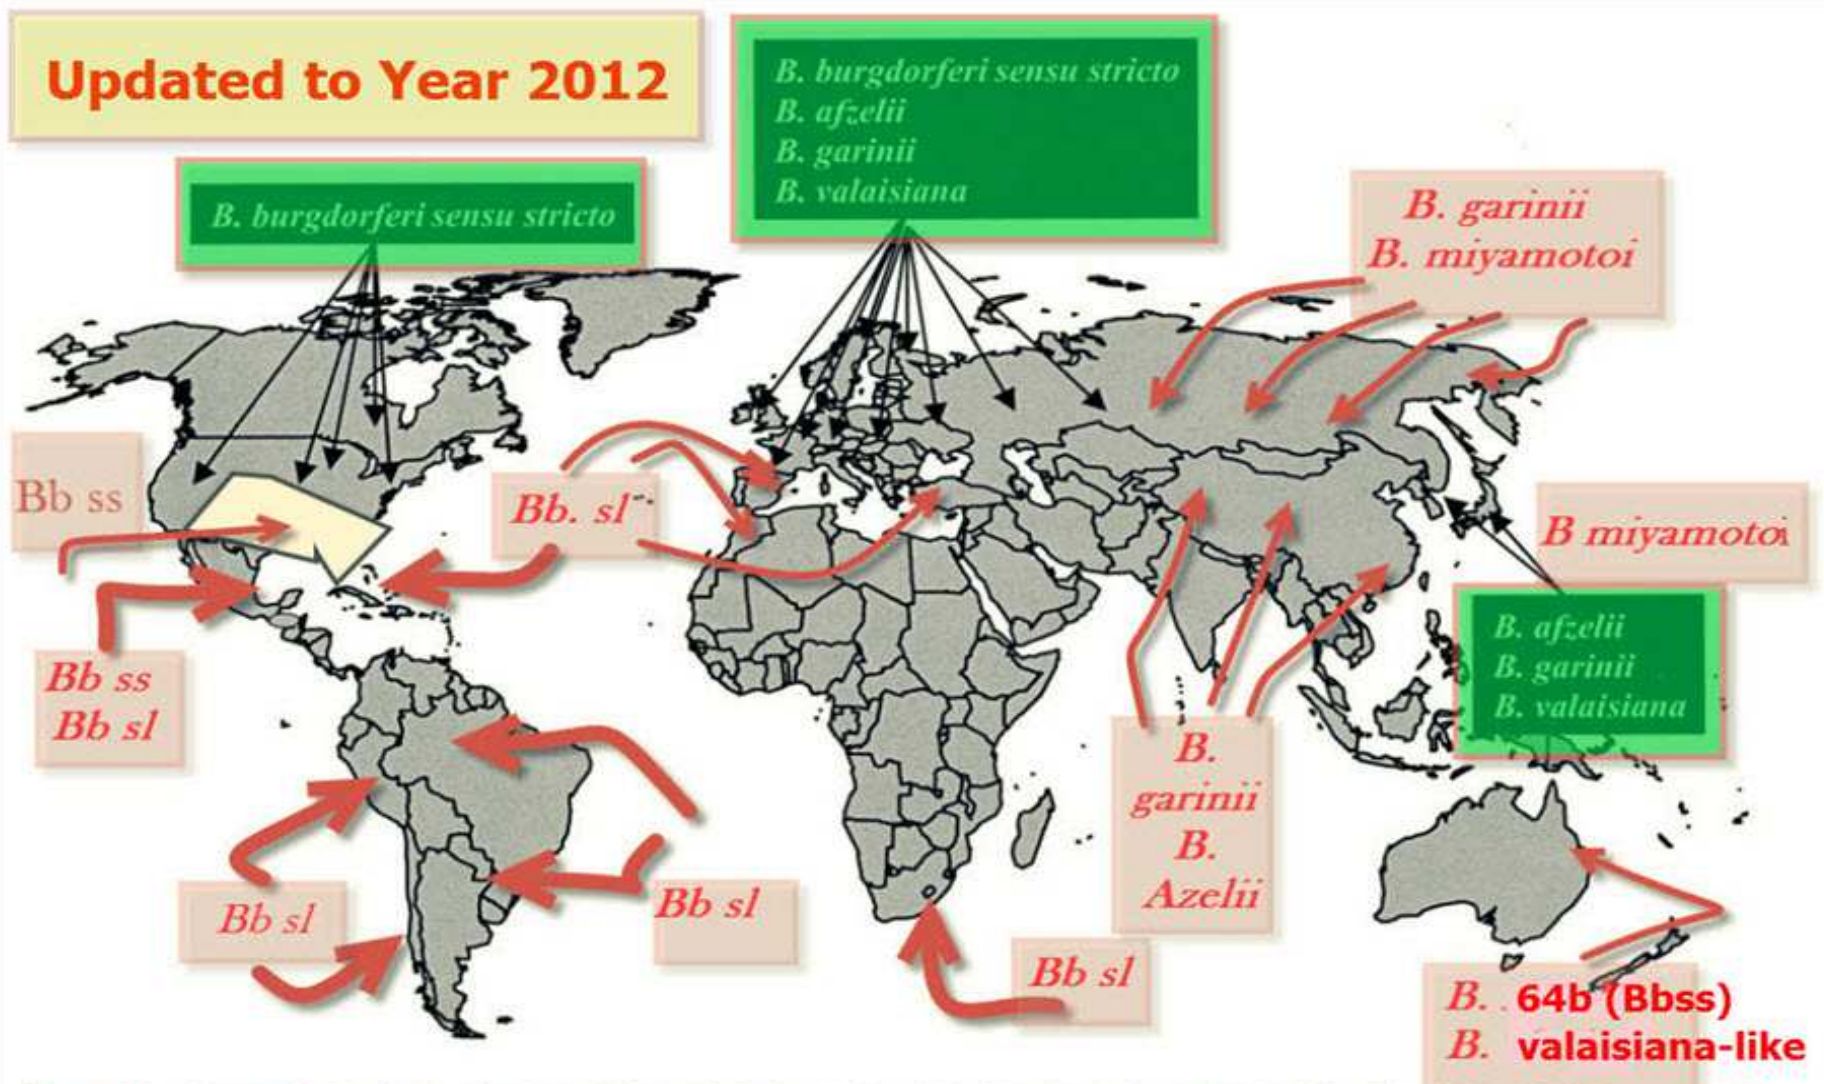 Updated to Year 2012
B. burgdorferi sensu stricto
B. burgdorferi sensu stricto
B. afzelii
B. garinii
B. valaisiana
B. garinii
B. miyamotoi
Bb ss
Bb. sl
B miyamotoi
B. afzelii
B. garinii
B. valaisiana
Bb ss
Bb sl
B.
garinii
B.
Azelii
Bb sl
Bb sl
Bb sl
B. 64b (Bbss)
B. valaisiana-like